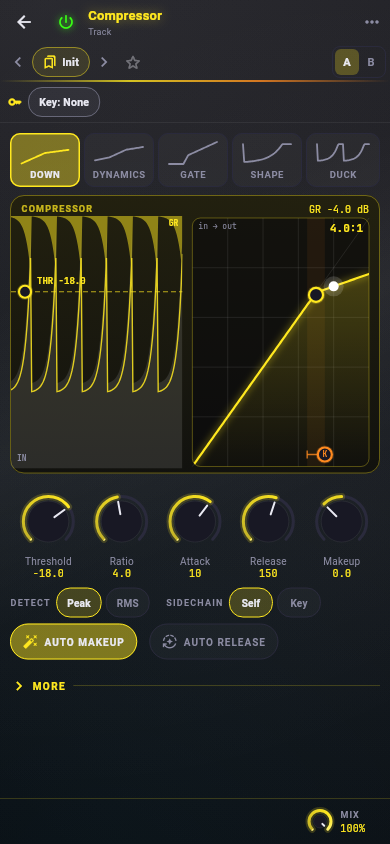 Compressor
Track
Init
A B
Key: None
DOWN DYNAMICS GATE SHAPE DUCK
COMPRESSOR GR -4.0 dB
GR in → out 4.0:1
THR -18.0
K
IN
Threshold Ratio Attack Release Makeup
-18.0 4.0 10 150 0.0
DETECT Peak RMS SIDECHAIN Self Key
AUTO MAKEUP AUTO RELEASE
MORE
MIX
100%